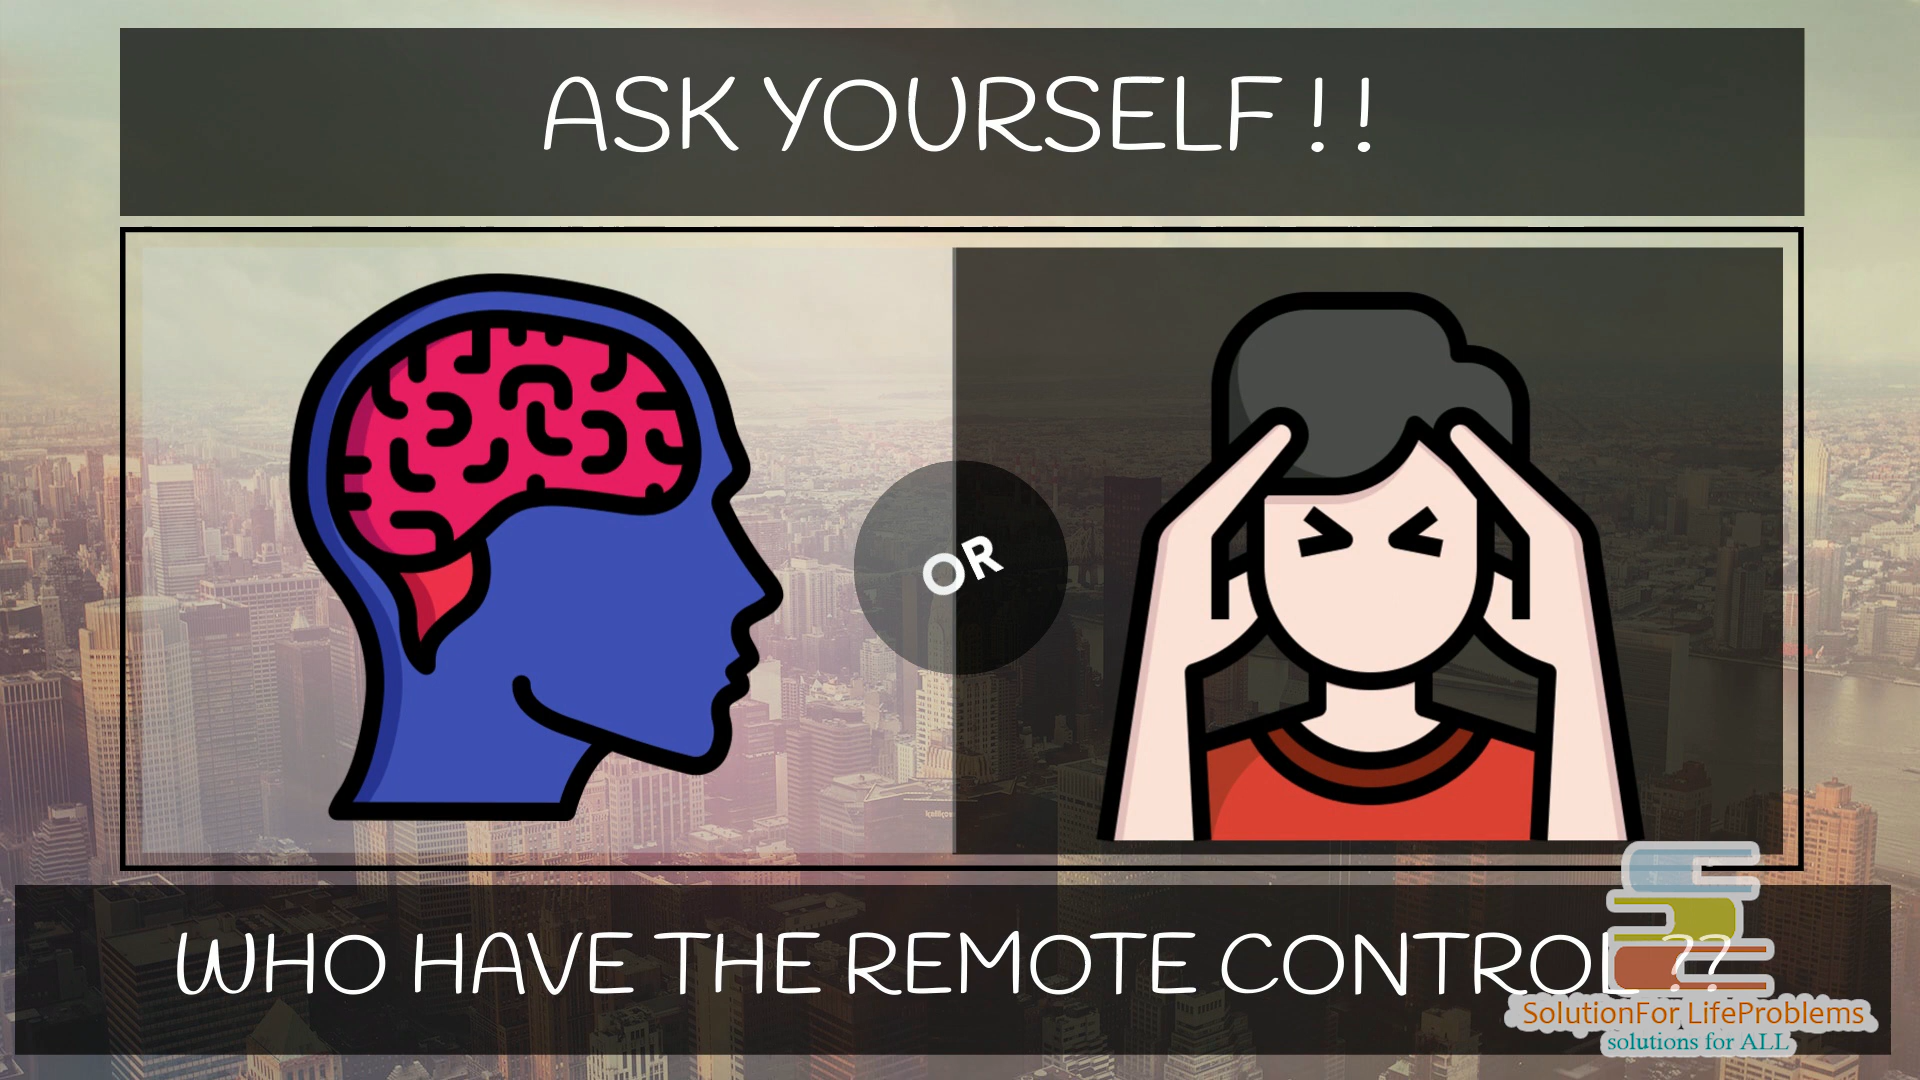 ASK YOURSELF ! !
OR
WHO HAVE THE REMOTE CONTROL ??
SolutionFor LifeProblems
solutions for ALL